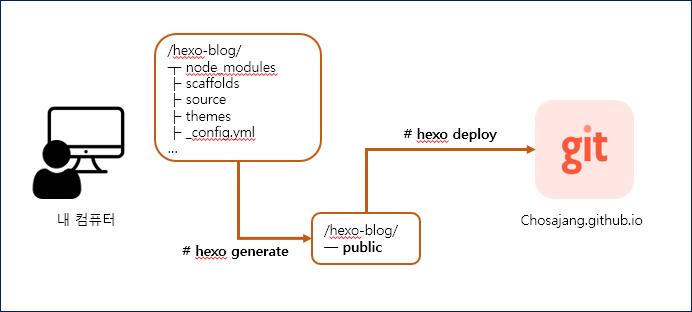 /hexo-blog/
┬ node_modules
├ scaffolds
├ source
├ themes
├ _config.yml
...
내 컴퓨터
# hexo generate
/hexo-blog/
─ public
# hexo deploy
git
Chosajang.github.io